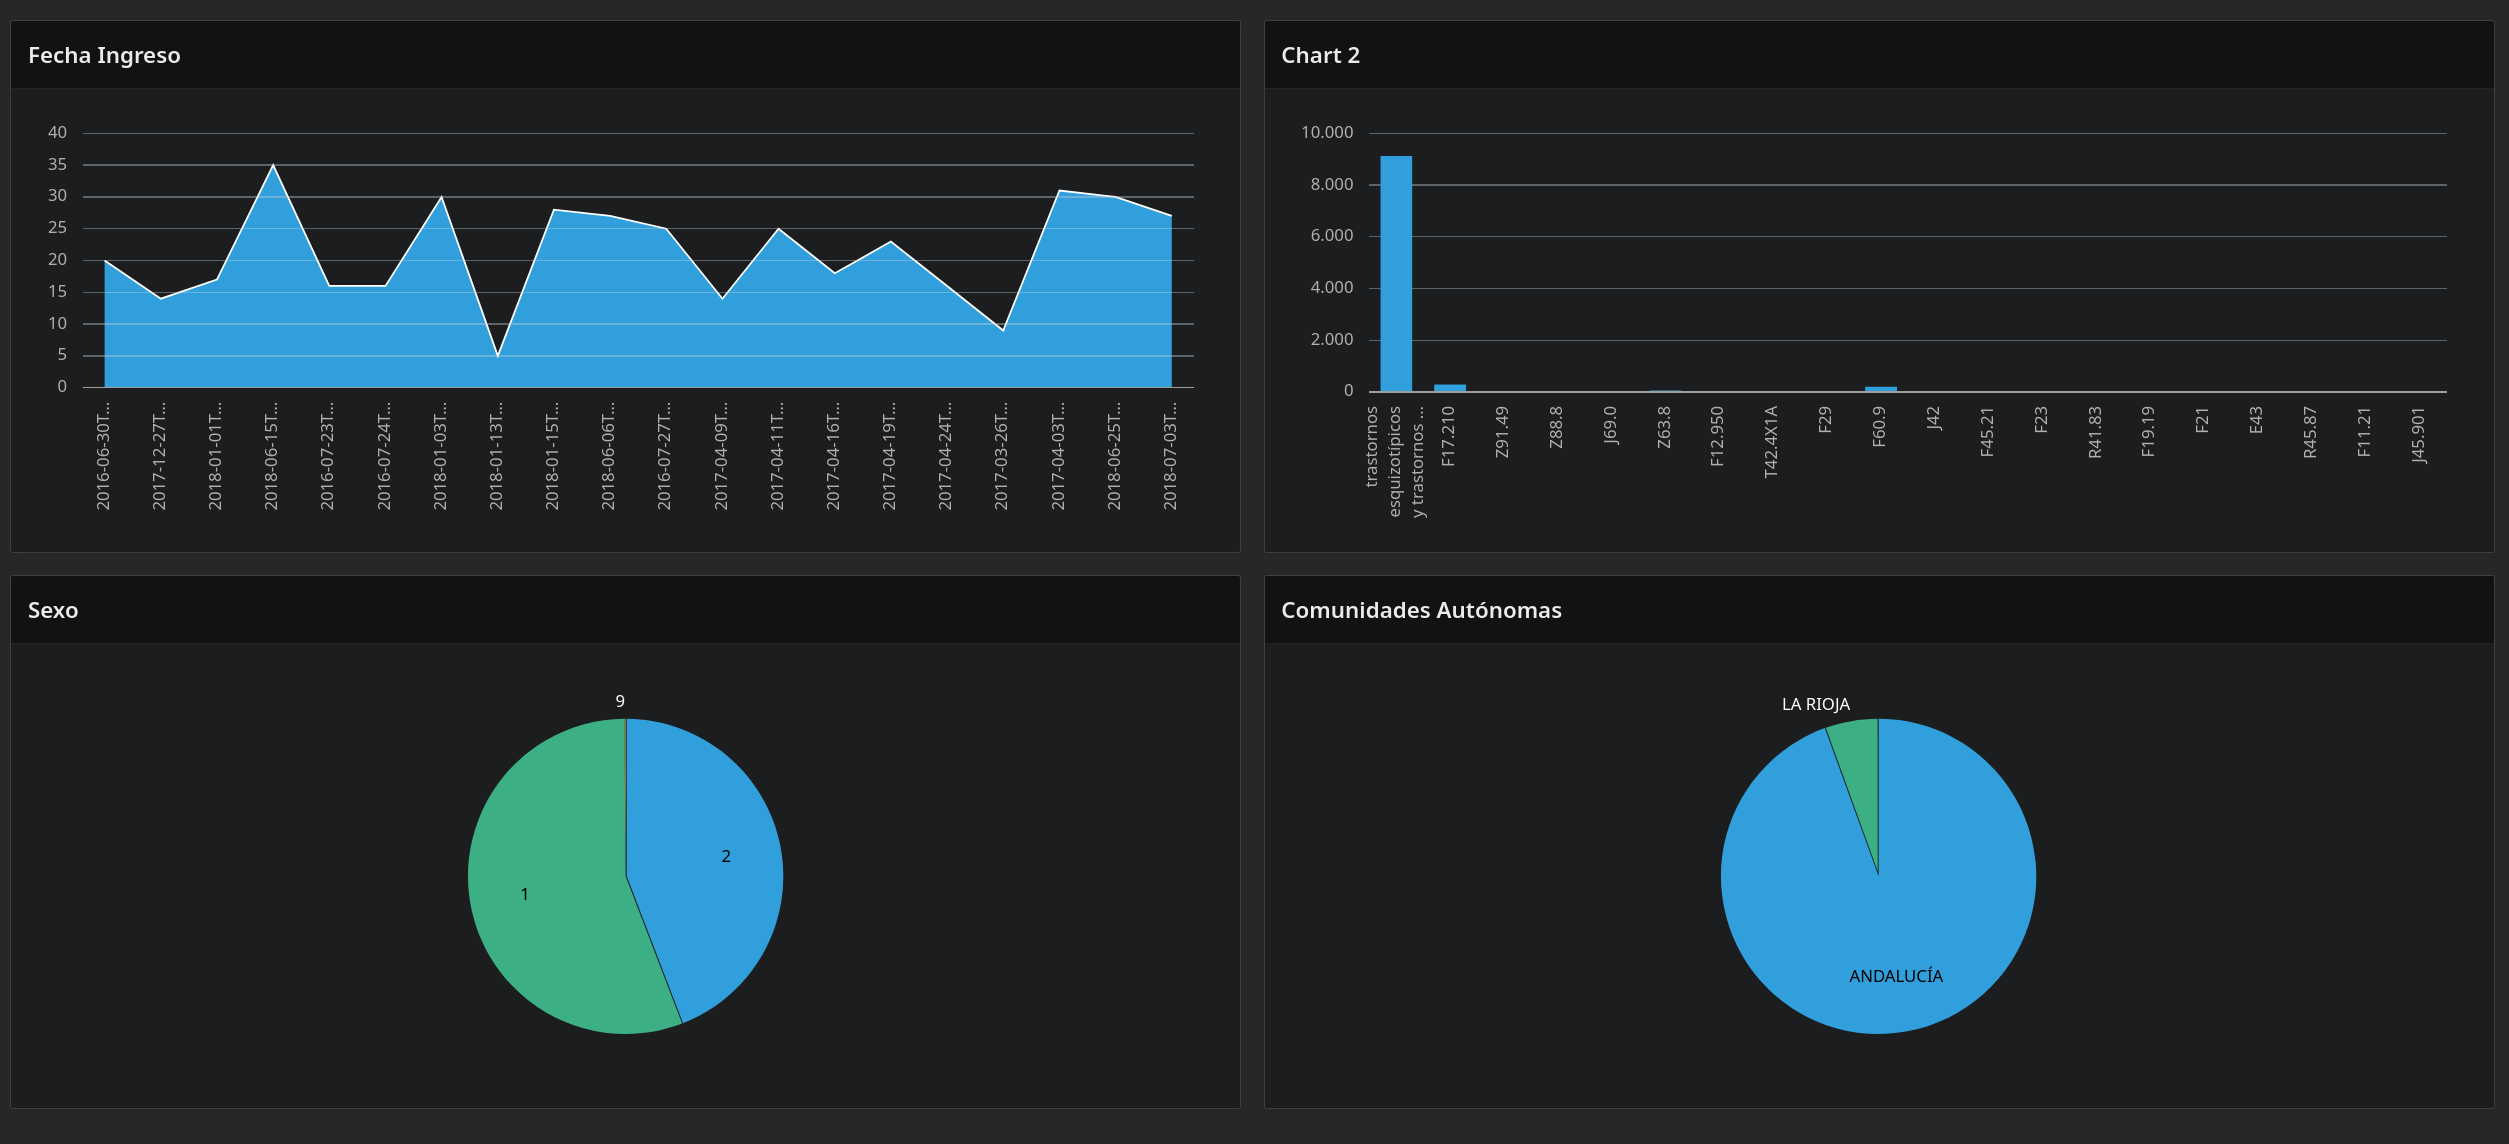 Fecha Ingreso
40
35
30
25
20
15
10
5
0
2016-06-30T...
2017-12-27T...
2018-01-01T...
2018-06-15T...
2016-07-23T...
2016-07-24T...
2018-01-03T...
2018-01-13T...
2018-01-15T...
2018-06-06T...
2016-07-27T...
2017-04-09T...
2017-04-11T...
2017-04-16T...
2017-04-19T...
2017-04-24T...
2017-03-26T...
2017-04-03T...
2018-06-25T...
2018-07-03T...
Chart 2
10.000
8.000
6.000
4.000
2.000
0
trastornos
esquizotípicos
y trastornos ...
F17.210
Z91.49
Z88.8
J69.0
Z63.8
F12.950
T42.4X1A
F29
F60.9
J42
F45.21
F23
R41.83
F19.19
F21
E43
R45.87
F11.21
J45.901
Sexo
9
2
1
Comunidades Autónomas
LA RIOJA
ANDALUCÍA